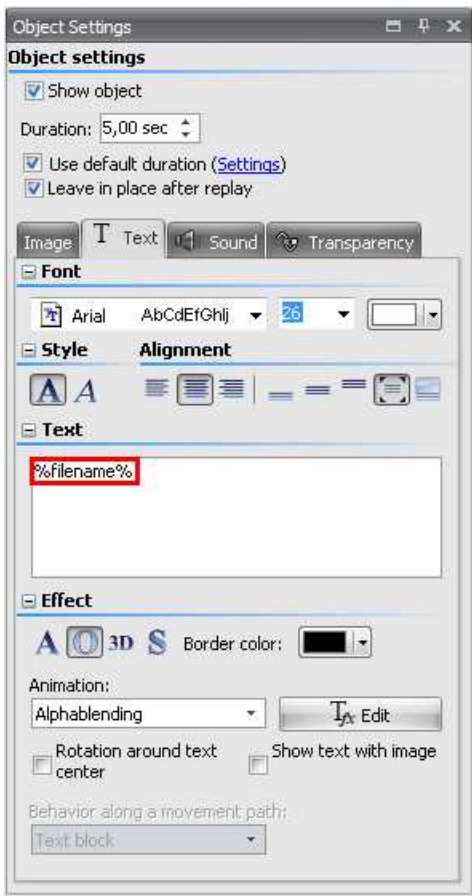 Object Settings
Object settings
Show object
Duration: 5,00 sec
Use default duration (Settings)
Leave in place after replay
Image T Text Sound Transparency
Font
Arial AbCdEfGhIj 26
Style Alignment
A A
Text
%filename%
Effect
A O 3D S Border color:
Animation:
Alphablending Edit
Rotation around text center
Show text with image
Behavior along a movement path:
Text block